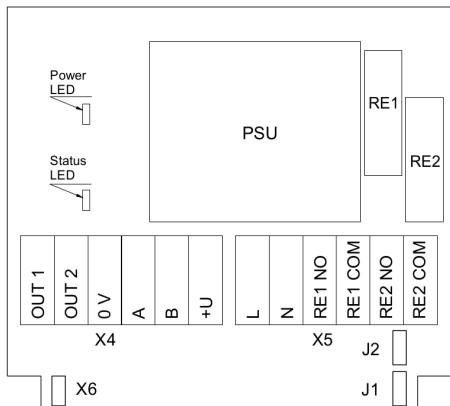 Power
LED
Status
LED
PSU
RE1
RE2
OUT 1
OUT 2
0 V
A
B
+U
L
N
RE1 NO
RE1 COM
RE2 NO
RE2 COM
X4
X5
J2
X6
J1